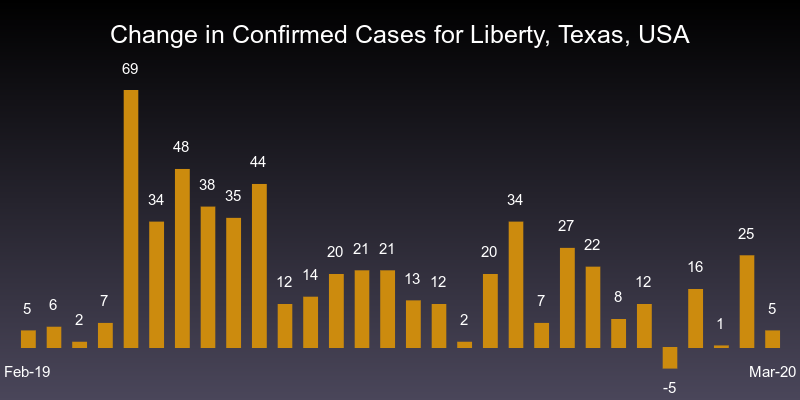 Change in Confirmed Cases for Liberty, Texas, USA
5 6 2 7 69 34 48 38 35 44 12 14 20 21 21 13 12 2 20 34 7 27 22 8 12 -5 16 1 25 5
Feb-19 Mar-20